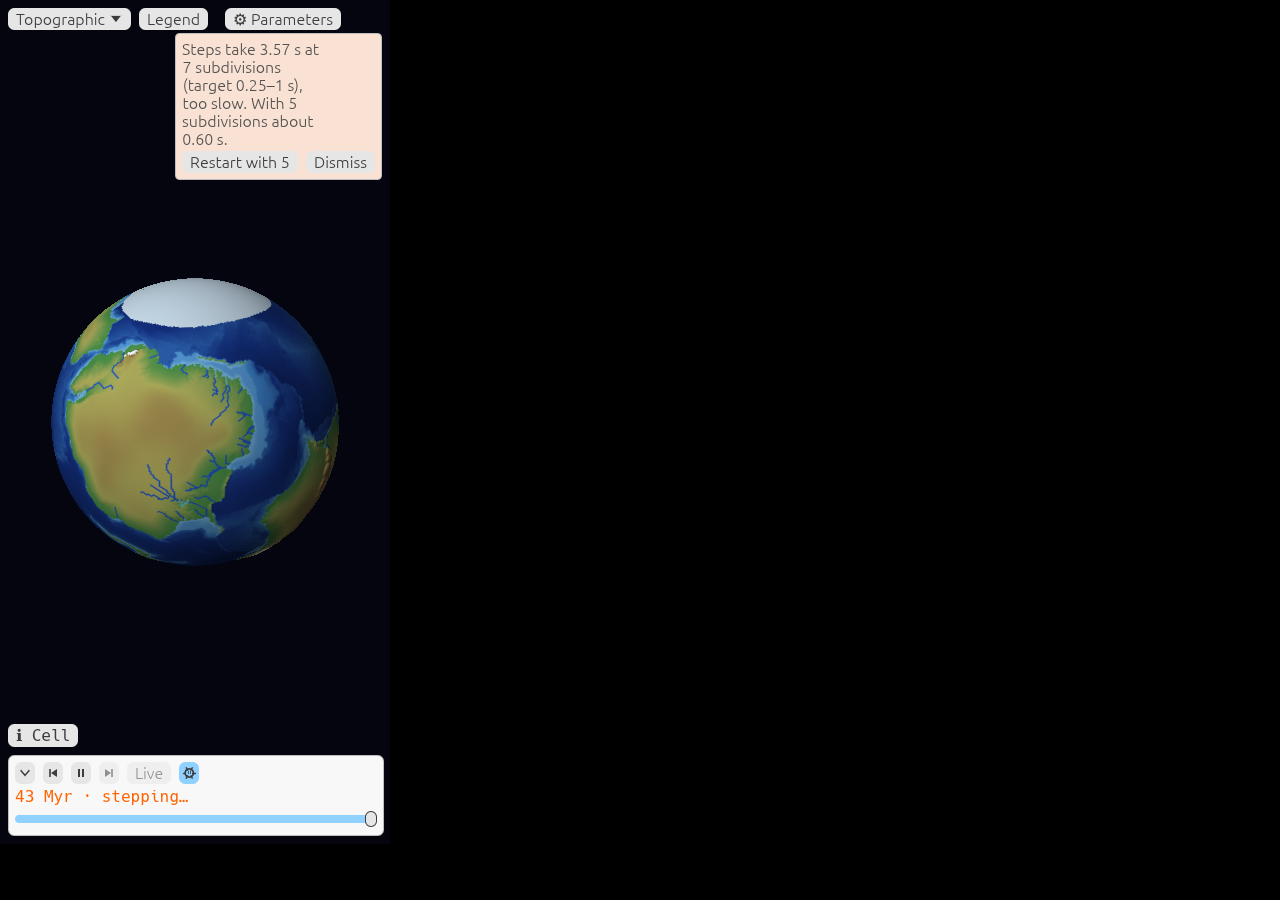 Topographic Legend ⚙ Parameters
Steps take 3.57 s at
7 subdivisions
(target 0.25–1 s),
too slow. With 5
subdivisions about
0.60 s.
Restart with 5 Dismiss
ℹ Cell
Live
43 Myr · stepping…